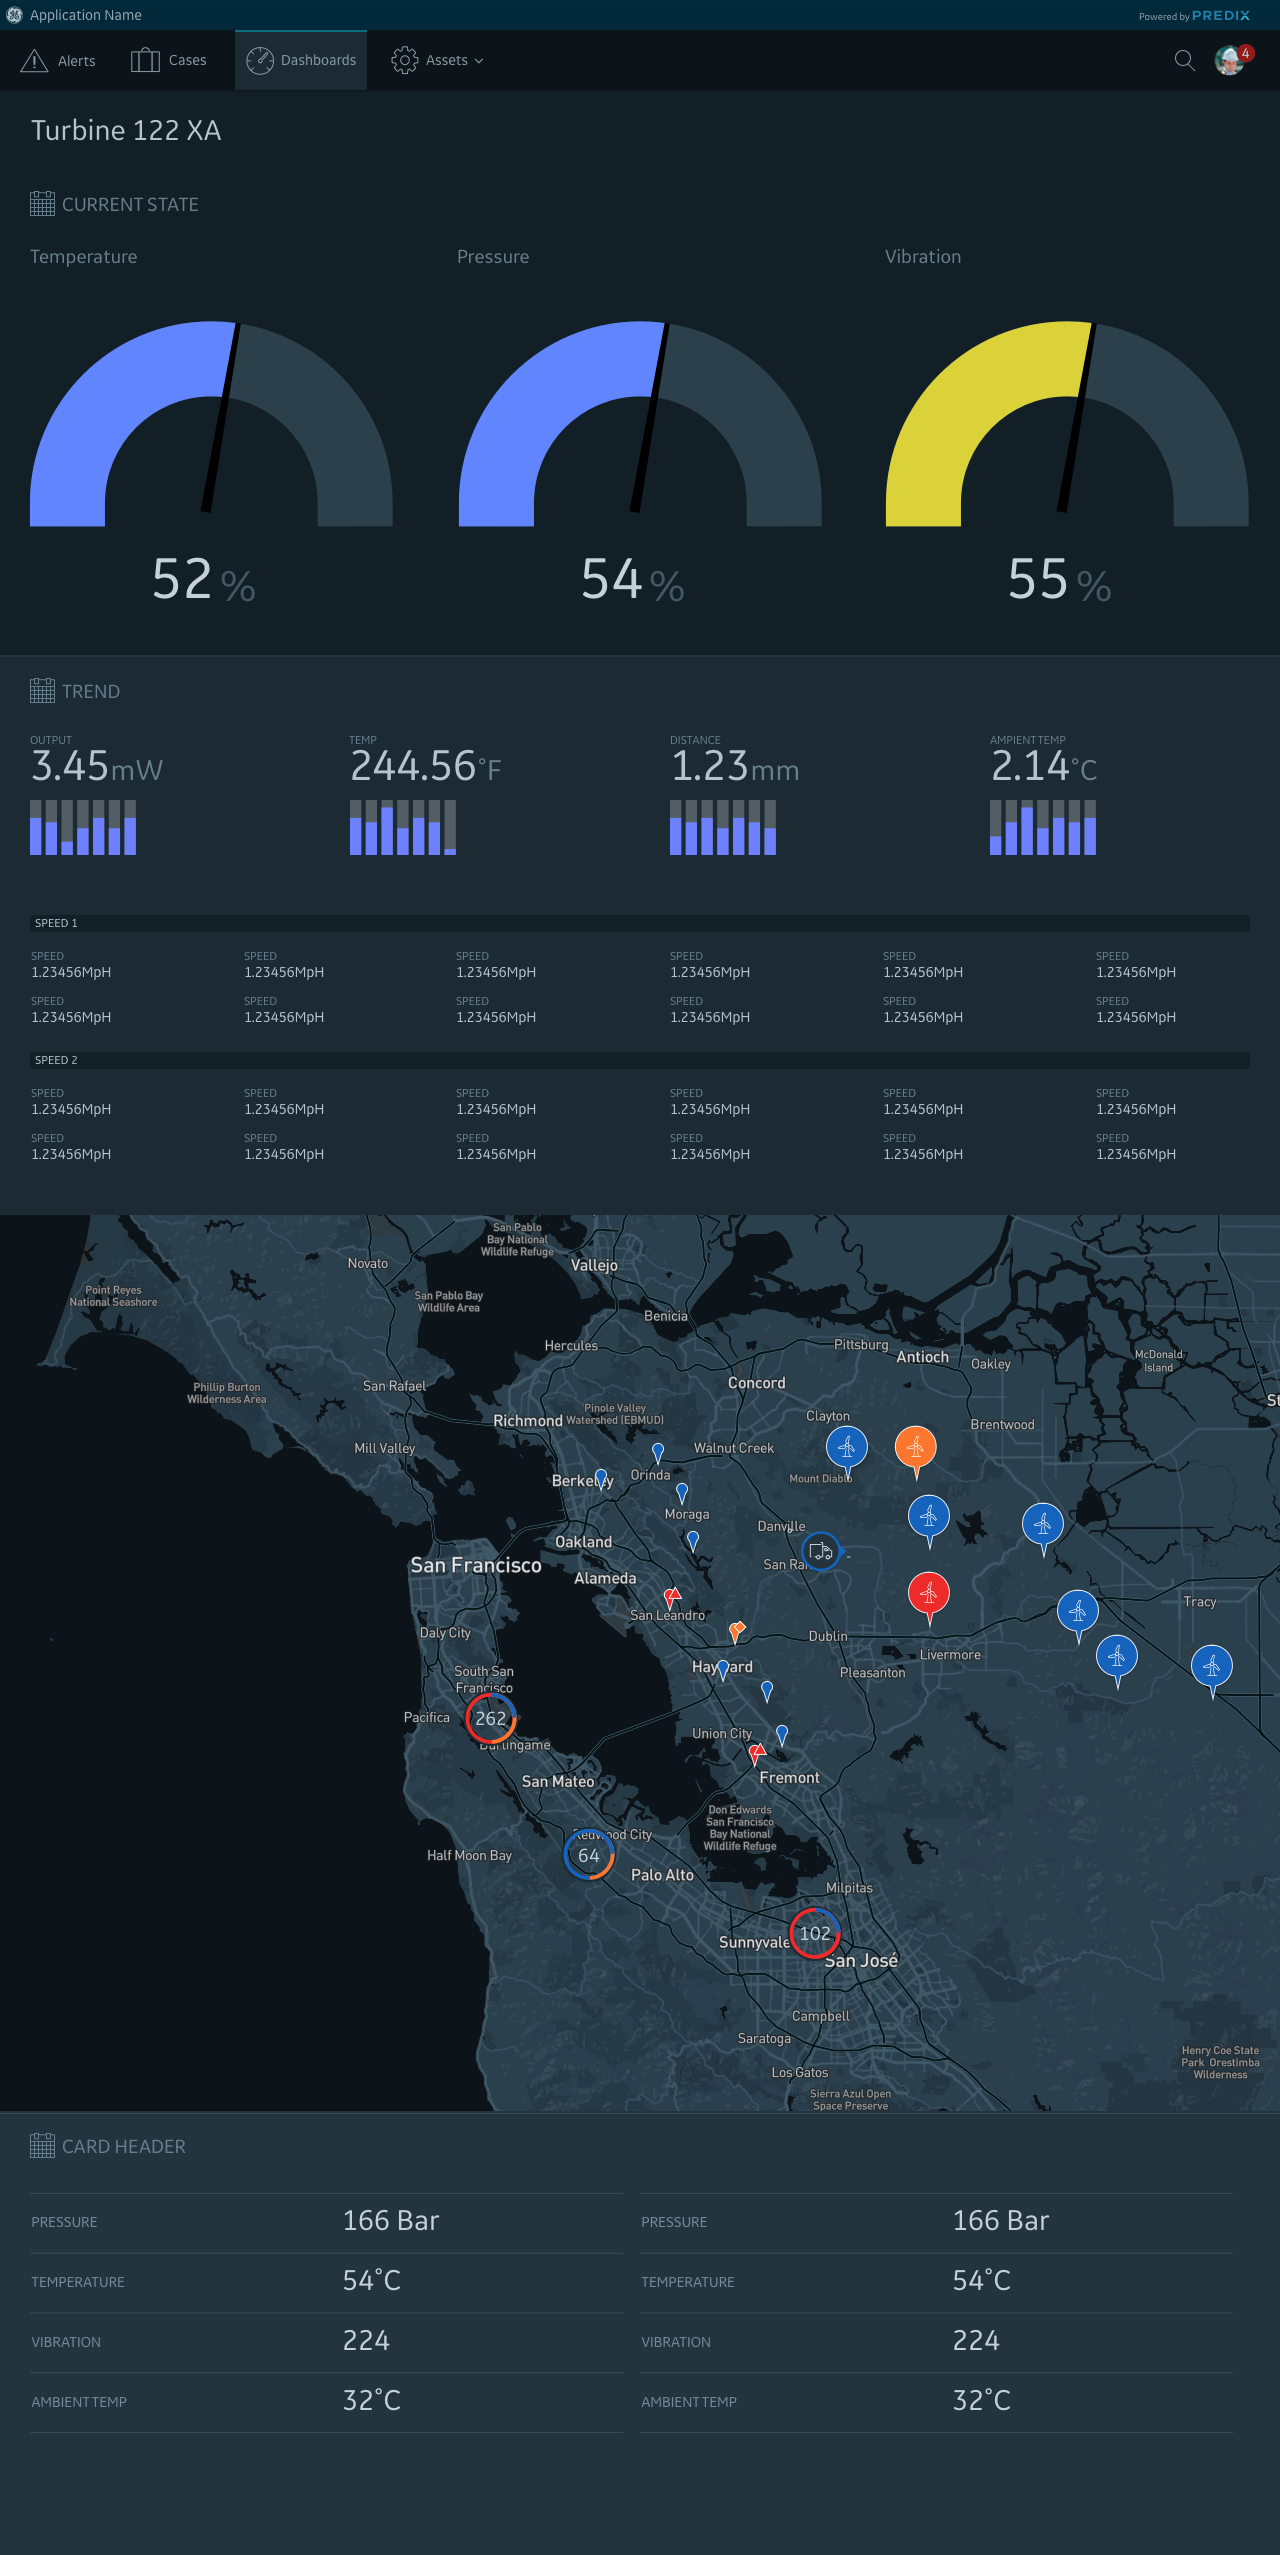 Application Name
Powered by PREDIX
Alerts
Cases
Dashboards
Assets
4
Turbine 122 XA
CURRENT STATE
Temperature
Pressure
Vibration
52 %
54 %
55 %
TREND
OUTPUT
3.45mW
TEMP
244.56°F
DISTANCE
1.23mm
AMPIENT TEMP
2.14°C
SPEED 1
SPEED SPEED SPEED SPEED SPEED SPEED
1.23456MpH 1.23456MpH 1.23456MpH 1.23456MpH 1.23456MpH 1.23456MpH
SPEED SPEED SPEED SPEED SPEED SPEED
1.23456MpH 1.23456MpH 1.23456MpH 1.23456MpH 1.23456MpH 1.23456MpH
SPEED 2
SPEED SPEED SPEED SPEED SPEED SPEED
1.23456MpH 1.23456MpH 1.23456MpH 1.23456MpH 1.23456MpH 1.23456MpH
SPEED SPEED SPEED SPEED SPEED SPEED
1.23456MpH 1.23456MpH 1.23456MpH 1.23456MpH 1.23456MpH 1.23456MpH
San Pablo
Bay National
Wildlife Refuge
Novato
Vallejo
Point Reyes
National Seashore
San Pablo Bay
Wildlife Area
Benicia
Hercules
Pittsburg
Antioch
Oakley
McDonald
Island
San Rafael
Phillip Burton
Wilderness Area
Concord
St
Pinole Valley
Watershed (EBMUD)
Richmond
Clayton
Brentwood
Mill Valley
Walnut Creek
Orinda
Berkeley
Mount Diablo
Moraga
Danville
Oakland
San Francisco
San Ra
Alameda
San Leandro
Tracy
Daly City
Dublin
Livermore
Hayward
South San
Francisco
Pleasanton
Pacifica
262
Union City
Burlingame
Fremont
San Mateo
Don Edwards
San Francisco
Bay National
Wildlife Refuge
Redwood City
64
Half Moon Bay
Palo Alto
Milpitas
102
Sunnyvale
San José
Campbell
Saratoga
Los Gatos
Henry Coe State
Park Orestimba
Wilderness
Sierra Azul Open
Space Preserve
CARD HEADER
PRESSURE 166 Bar
PRESSURE 166 Bar
TEMPERATURE 54°C
TEMPERATURE 54°C
VIBRATION 224
VIBRATION 224
AMBIENT TEMP 32°C
AMBIENT TEMP 32°C